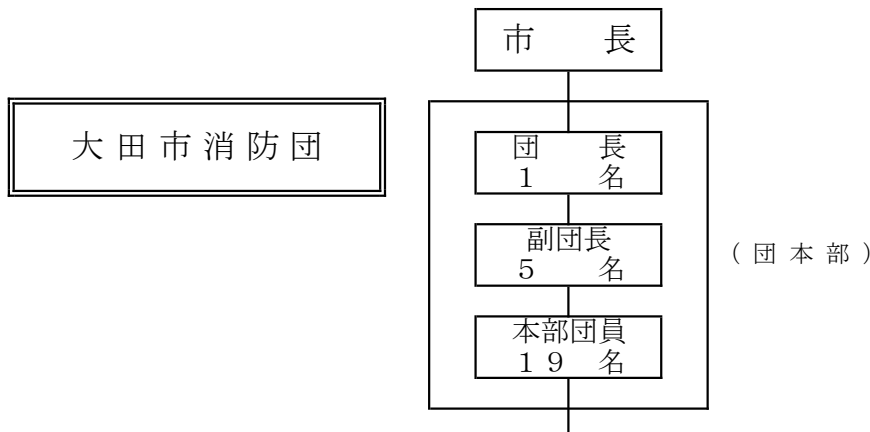 市　　長
大田市消防団
団　　長
１　　名
副団長
５　　名
（団本部）
本部団員
１９　名